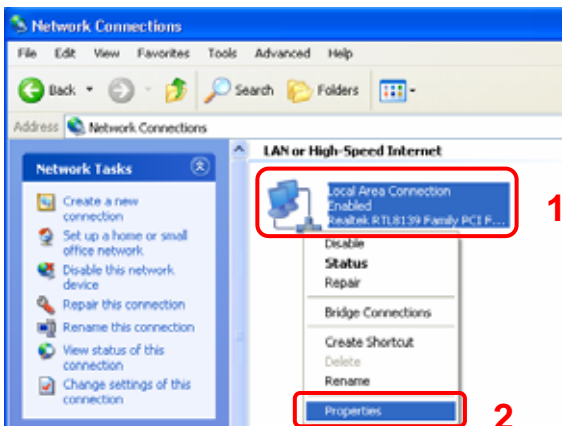 Network Connections
File Edit View Favorites Tools Advanced Help
Back Search Folders
Address Network Connections
Network Tasks
Create a new
connection
Set up a home or small
office network
Disable this network
device
Repair this connection
Rename this connection
View status of this
connection
Change settings of this
connection
LAN or High-Speed Internet
Local Area Connection
Enabled
Realtek RTL8139 Family PCI F...
1
Disable
Status
Repair
Bridge Connections
Create Shortcut
Delete
Rename
Properties
2